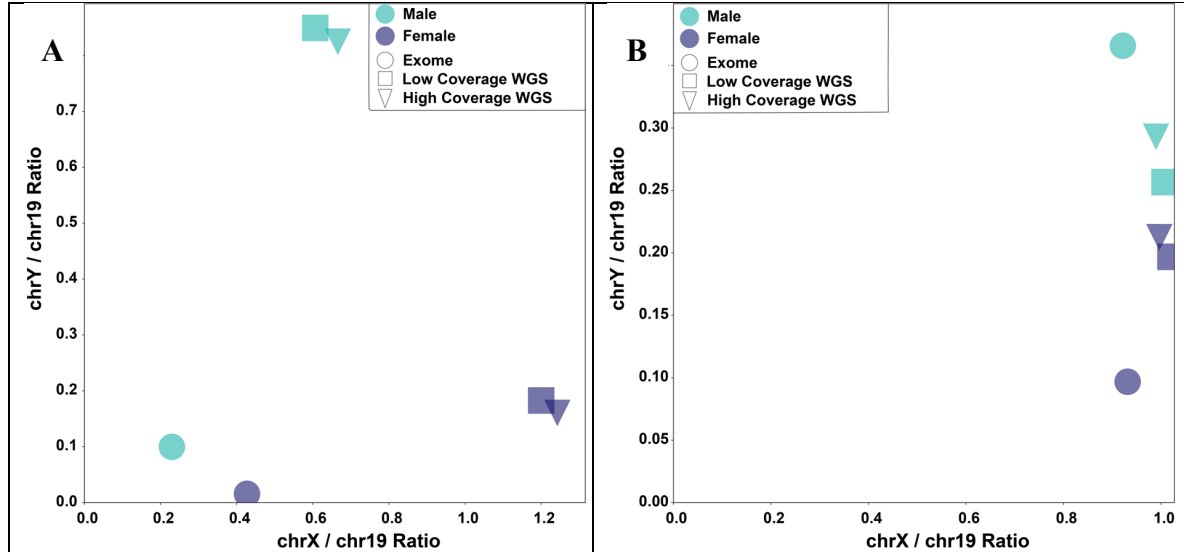 A
Male
Female
Exome
Low Coverage WGS
High Coverage WGS
chrY / chr19 Ratio
0.7
0.6
0.5
0.4
0.3
0.2
0.1
0.0
0.0 0.2 0.4 0.6 0.8 1.0 1.2
chrX / chr19 Ratio
B
Male
Female
Exome
Low Coverage WGS
High Coverage WGS
chrY / chr19 Ratio
0.30
0.25
0.20
0.15
0.10
0.05
0.00
0.0 0.2 0.4 0.6 0.8 1.0
chrX / chr19 Ratio